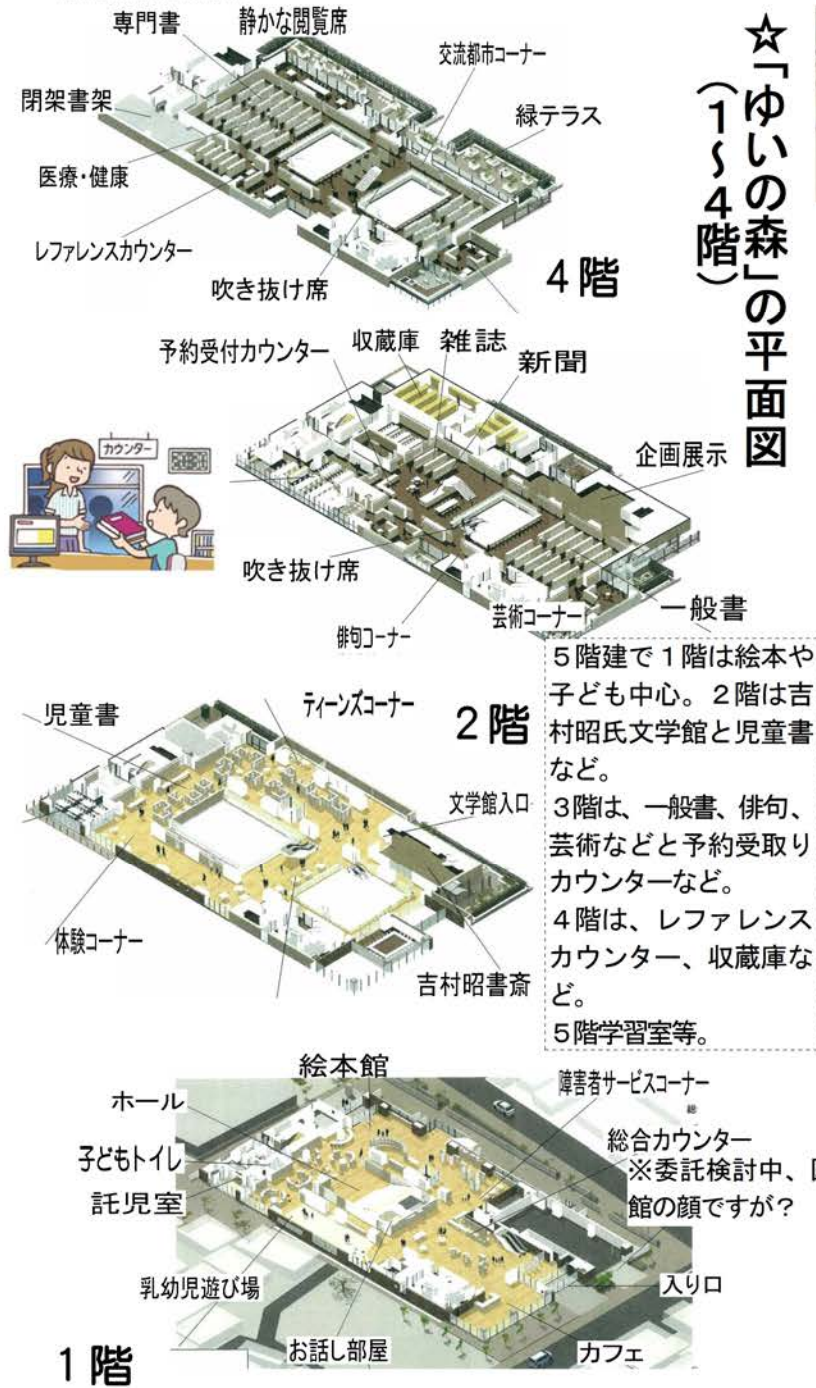 ☆「ゆいの森」の平面図
(1～4階)
専門書
静かな閲覧席
交流都市コーナー
閉架書架
緑テラス
医療・健康
レファレンスカウンター
吹き抜け席
4階
予約受付カウンター
収蔵庫
雑誌
新聞
カウンター
企画展示
吹き抜け席
俳句コーナー
芸術コーナー
一般書
児童書
ティーンズコーナー
2階
文学館入口
体験コーナー
吉村昭書斎
5階建で1階は絵本や
子ども中心。2階は吉
村昭氏文学館と児童書
など。
3階は、一般書、俳句、
芸術などと予約受取り
カウンターなど。
4階は、レファレンス
カウンター、収蔵庫な
ど。
5階学習室等。
絵本館
ホール
障害者サービスコーナー
総
子どもトイレ
総合カウンター
※委託検討中、
館の顔ですが？
託児室
乳幼児遊び場
入り口
お話し部屋
カフェ
1階